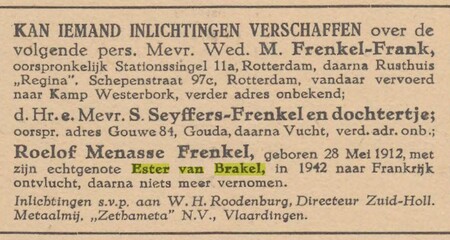 KAN IEMAND INLICHTINGEN VERSCHAFFEN over de
volgende pers. Mevr. Wed. M. Frenkel-Frank,
oorspronkelijk Stationssingel 11a, Rotterdam, daarna Rusthuis
„Regina". Schepenstraat 97c, Rotterdam, vandaar vervoerd
naar Kamp Westerbork, verder adres onbekend;
d. Hr. e. Mevr. S. Seyffers-Frenkel en dochtertje;
oorspr. adres Gouwe 84, Gouda, daarna Vucht, verd. adr. onb.;
Roelof Menasse Frenkel, geboren 28 Mei 1912, met
zijn echtgenote Ester van Brakel, in 1942 naar Frankrijk
ontvlucht, daarna niets meer vernomen.
Inlichtingen s.v.p. aan W. H. Roodenburg, Directeur Zuid-Holl.
Metaalmij. „Zethameta" N.V., Vlaardingen.